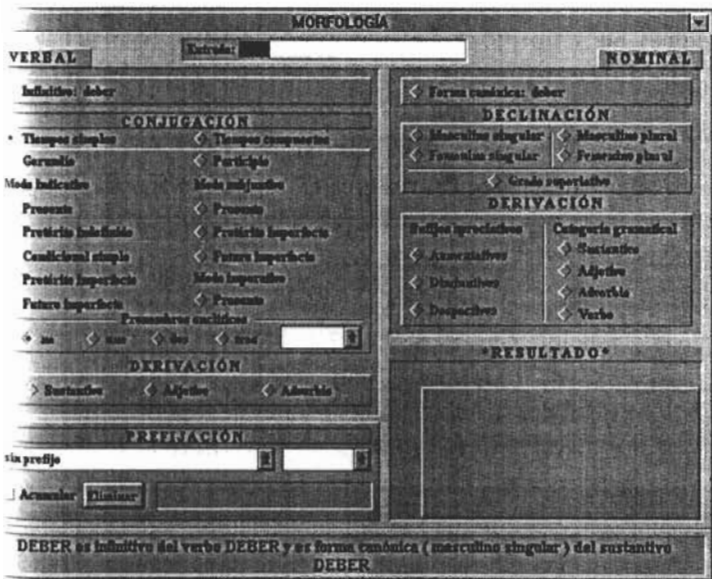 MORFOLOGÍA
VERBAL
Entrada:
NOMINAL
Infinitivo: deber
CONJUGACIÓN
Tiempos simples
Tiempos compuestos
Gerundio
Participio
Modo indicativo
Modo subjuntivo
Presente
Presente
Pretérito indefinido
Pretérito imperfecto
Condicional simple
Futuro imperfecto
Pretérito imperfecto
Modo imperativo
Futuro imperfecto
Presente
Pronombres enclíticos
DERIVACIÓN
Sustantivo
Adjetivo
Adverbio
PREFIJACIÓN
sin prefijo
Acumular
Eliminar
Forma canónica: deber
DECLINACIÓN
Masculino singular
Masculino plural
Femenino singular
Femenino plural
Grado superlativo
DERIVACIÓN
Sufijos apreciativos
Categoría gramatical
Aumentativos
Sustantivo
Diminutivos
Adjetivo
Despectivos
Adverbio
Verbo
*RESULTADO*
DEBER es infinitivo del verbo DEBER y es forma canónica ( masculino singular ) del sustantivo
DEBER